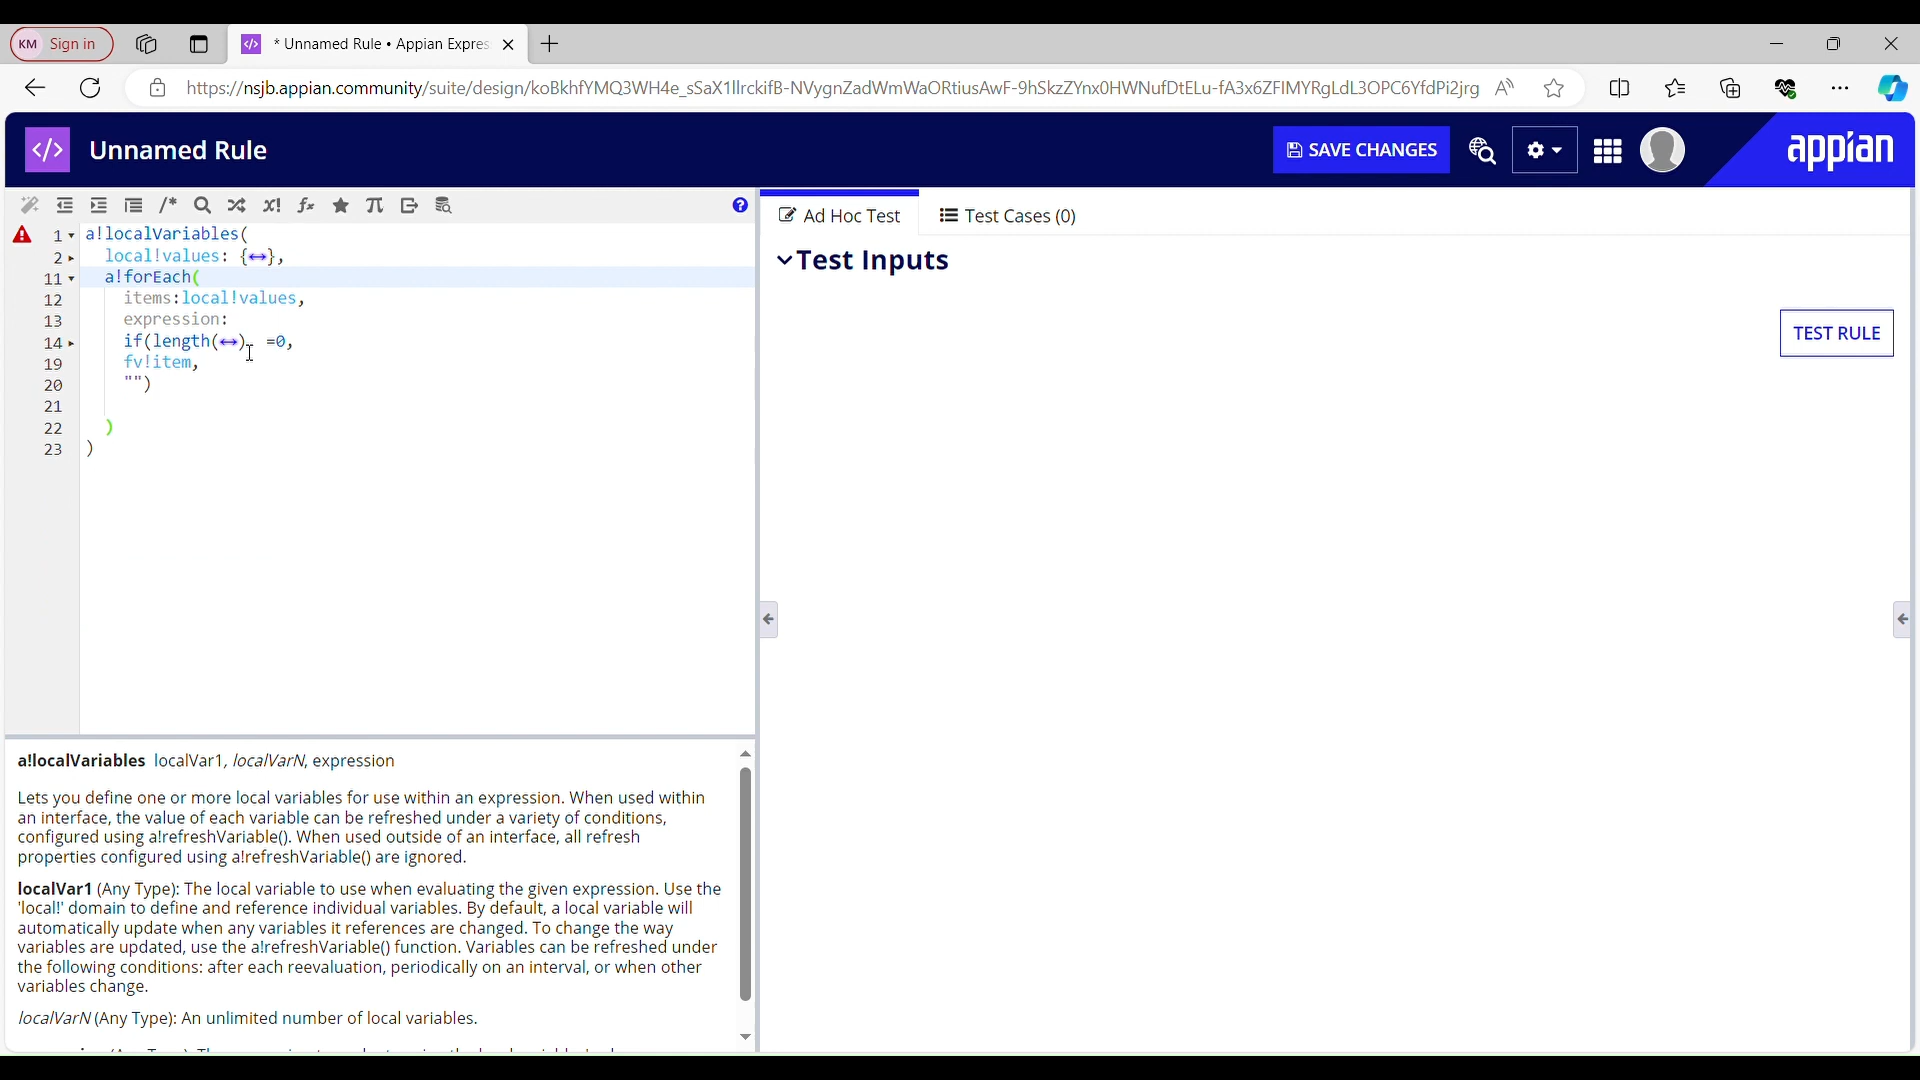 KM Sign in
* Unnamed Rule • Appian Expres
https://nsjb.appian.community/suite/design/
</> Unnamed Rule
SAVE CHANGES
appian
1 a!localVariables(
2 local!values: {↔},
11 a!forEach(
12 items:local!values,
13 expression:
14 if(length(↔) =0,
19 fv!item,
20 "")
21
22 )
23 )
Ad Hoc Test
Test Cases (0)
Test Inputs
TEST RULE
a!localVariables localVar1, localVarN, expression
Lets you define one or more local variables for use within an expression. When used within
an interface, the value of each variable can be refreshed under a variety of conditions,
configured using a!refreshVariable(). When used outside of an interface, all refresh
properties configured using a!refreshVariable() are ignored.
localVar1 (Any Type): The local variable to use when evaluating the given expression. Use the
'local!' domain to define and reference individual variables. By default, a local variable will
automatically update when any variables it references are changed. To change the way
variables are updated, use the a!refreshVariable() function. Variables can be refreshed under
the following conditions: after each reevaluation, periodically on an interval, or when other
variables change.
localVarN (Any Type): An unlimited number of local variables.